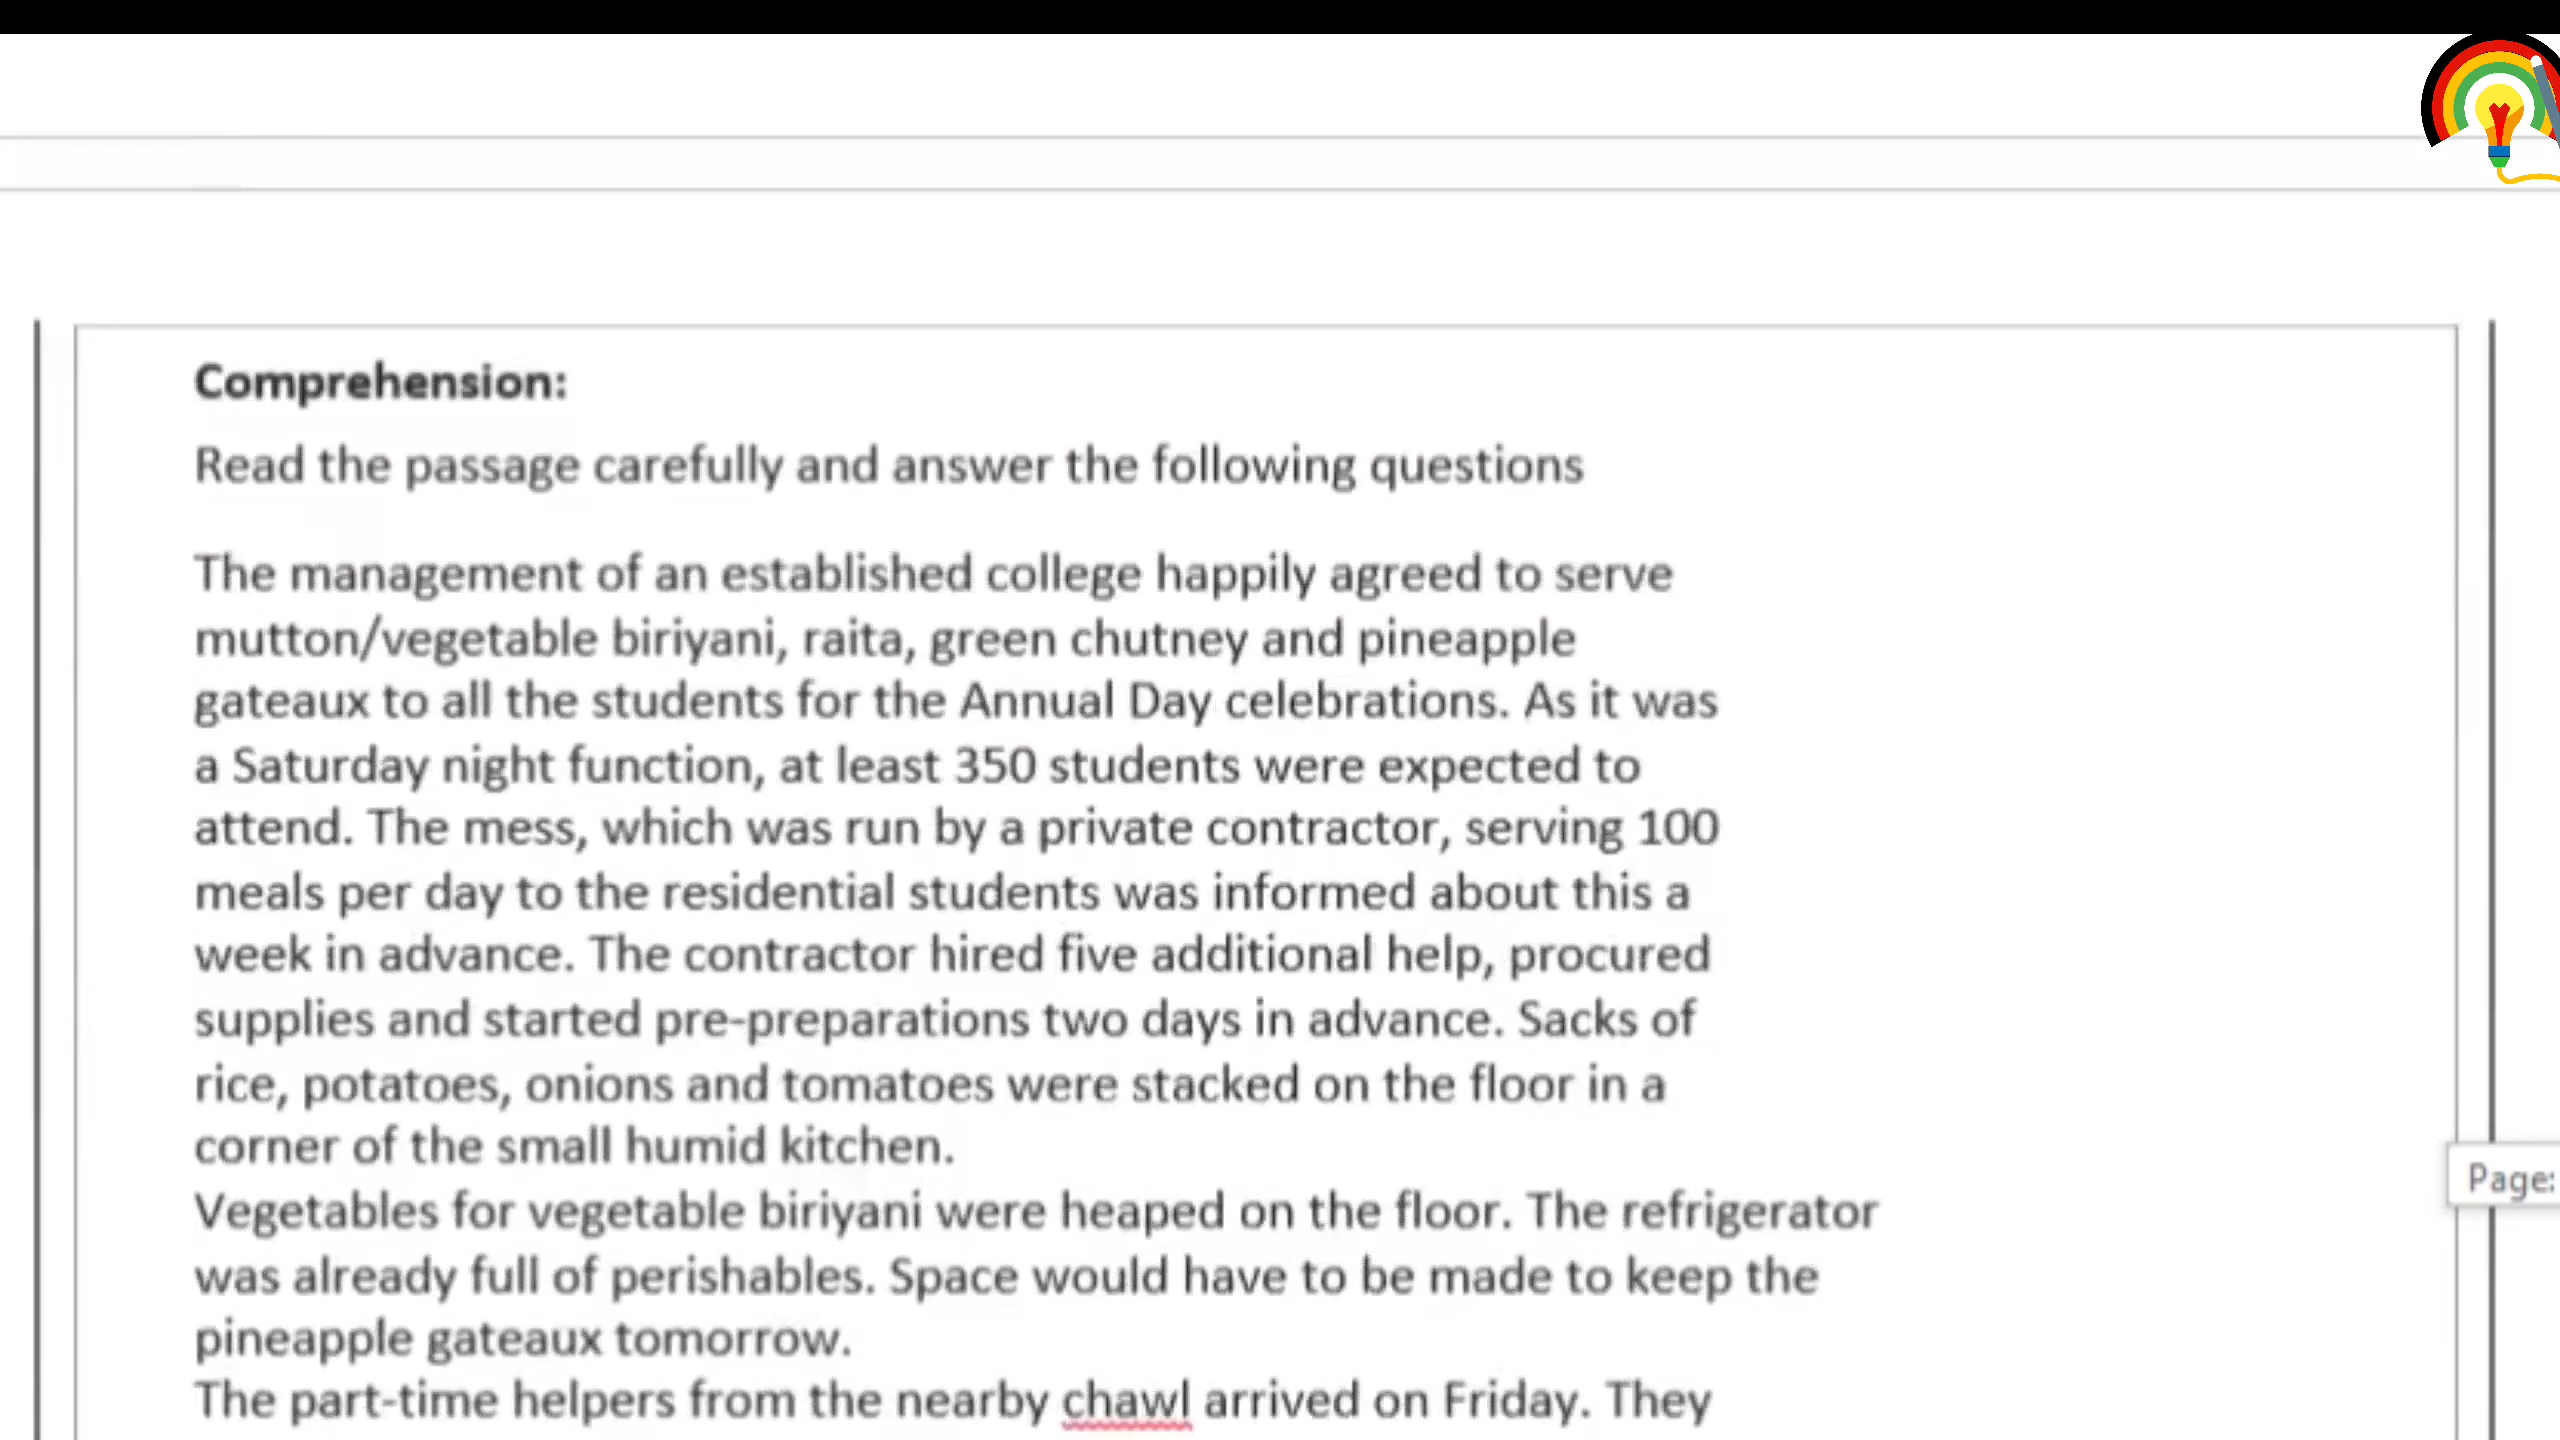 Comprehension:
Read the passage carefully and answer the following questions
The management of an established college happily agreed to serve
mutton/vegetable biriyani, raita, green chutney and pineapple
gateaux to all the students for the Annual Day celebrations. As it was
a Saturday night function, at least 350 students were expected to
attend. The mess, which was run by a private contractor, serving 100
meals per day to the residential students was informed about this a
week in advance. The contractor hired five additional help, procured
supplies and started pre-preparations two days in advance. Sacks of
rice, potatoes, onions and tomatoes were stacked on the floor in a
corner of the small humid kitchen.
Vegetables for vegetable biriyani were heaped on the floor. The refrigerator
was already full of perishables. Space would have to be made to keep the
pineapple gateaux tomorrow.
The part-time helpers from the nearby chawl arrived on Friday. They
Page: